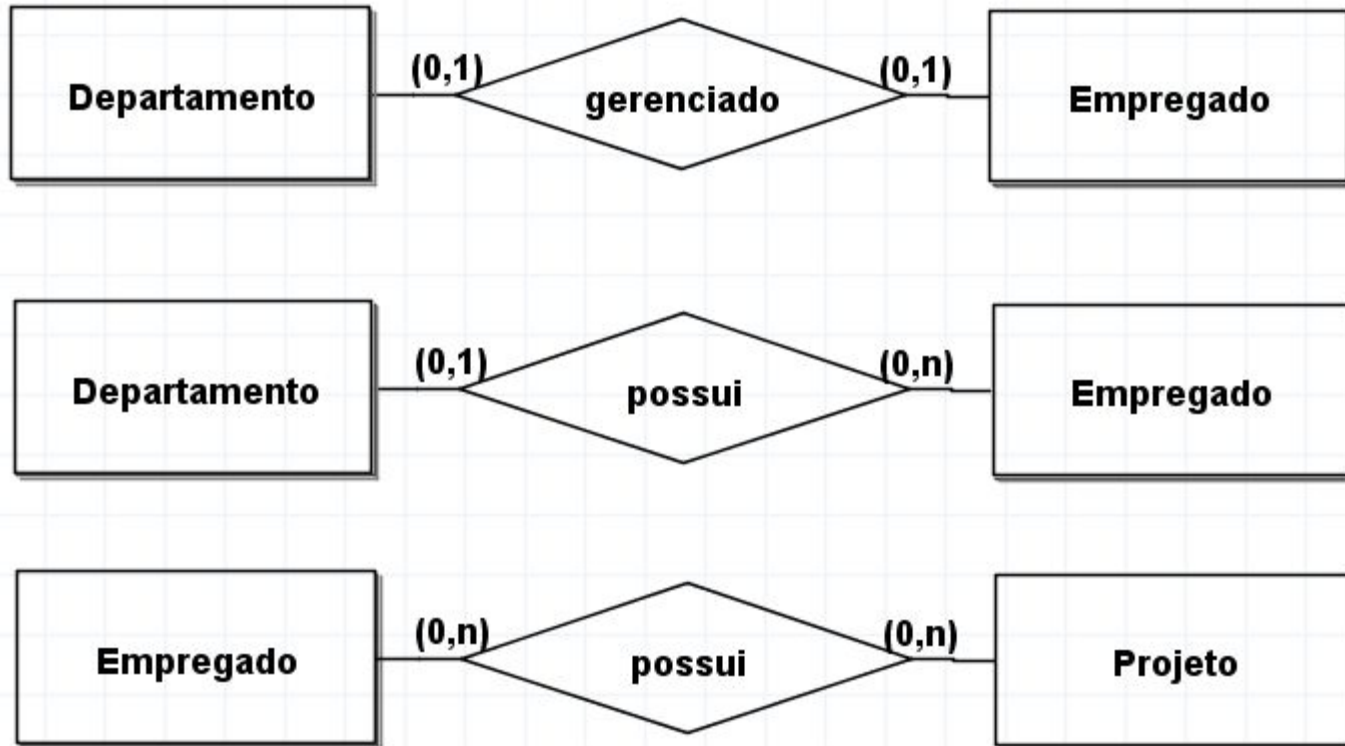 Departamento (0,1) gerenciado (0,1) Empregado
Departamento (0,1) possui (0,n) Empregado
Empregado (0,n) possui (0,n) Projeto